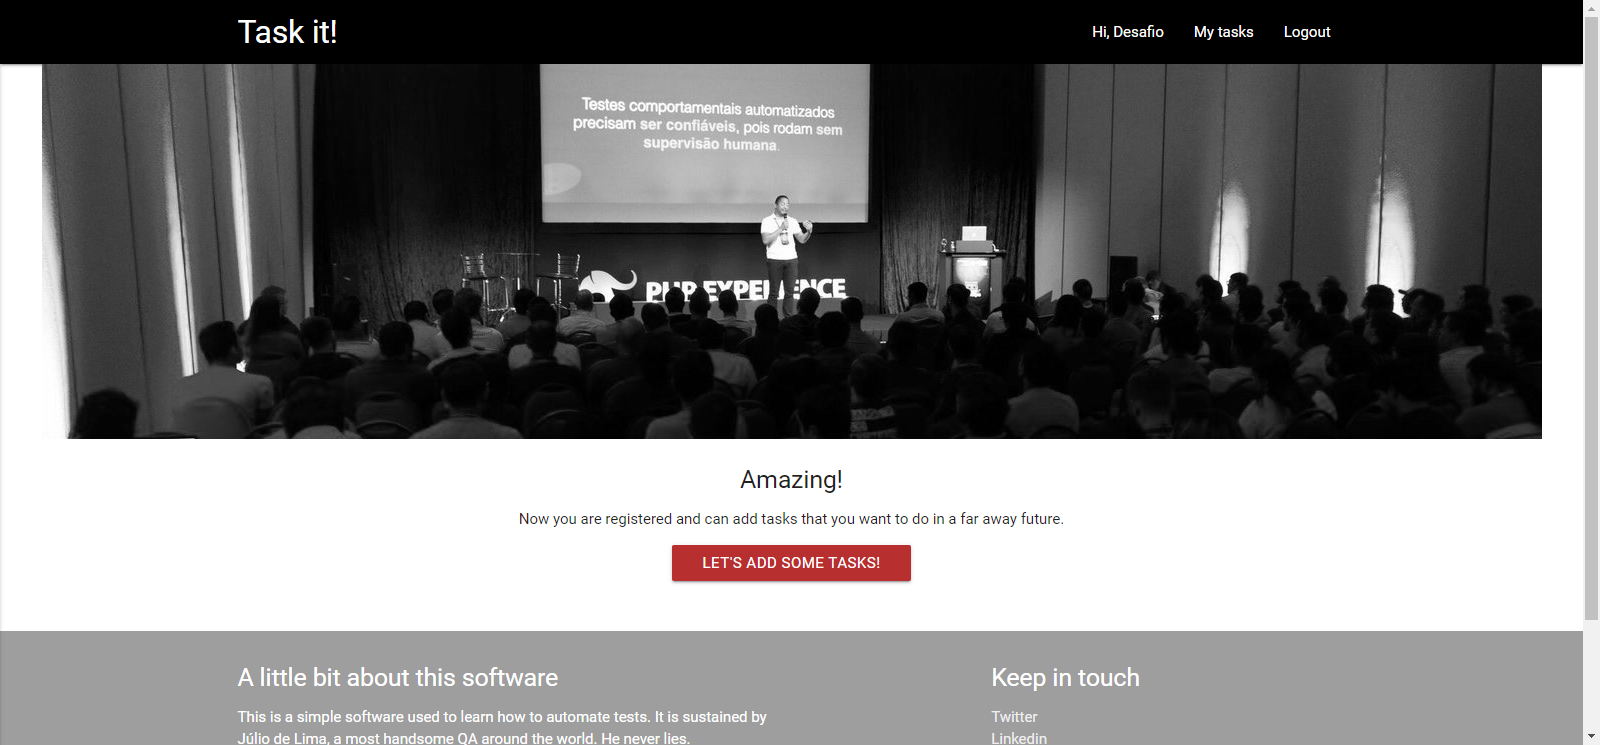 Task it!
Hi, Desafio
My tasks
Logout
Testes comportamentais automatizados
precisam ser confiáveis, pois rodam sem
supervisão humana.
PHP EXPERIENCE
Amazing!
Now you are registered and can add tasks that you want to do in a far away future.
LET'S ADD SOME TASKS!
A little bit about this software
This is a simple software used to learn how to automate tests. It is sustained by
Júlio de Lima, a most handsome QA around the world. He never lies.
Keep in touch
Twitter
Linkedin